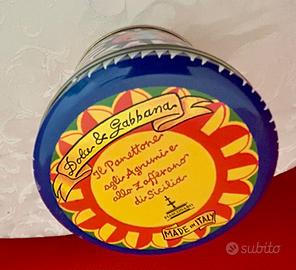 Dolce & Gabbana
Il Panettone
agli Agrumi e
allo Zafferano
di Sicilia
MADE in ITALY
subito